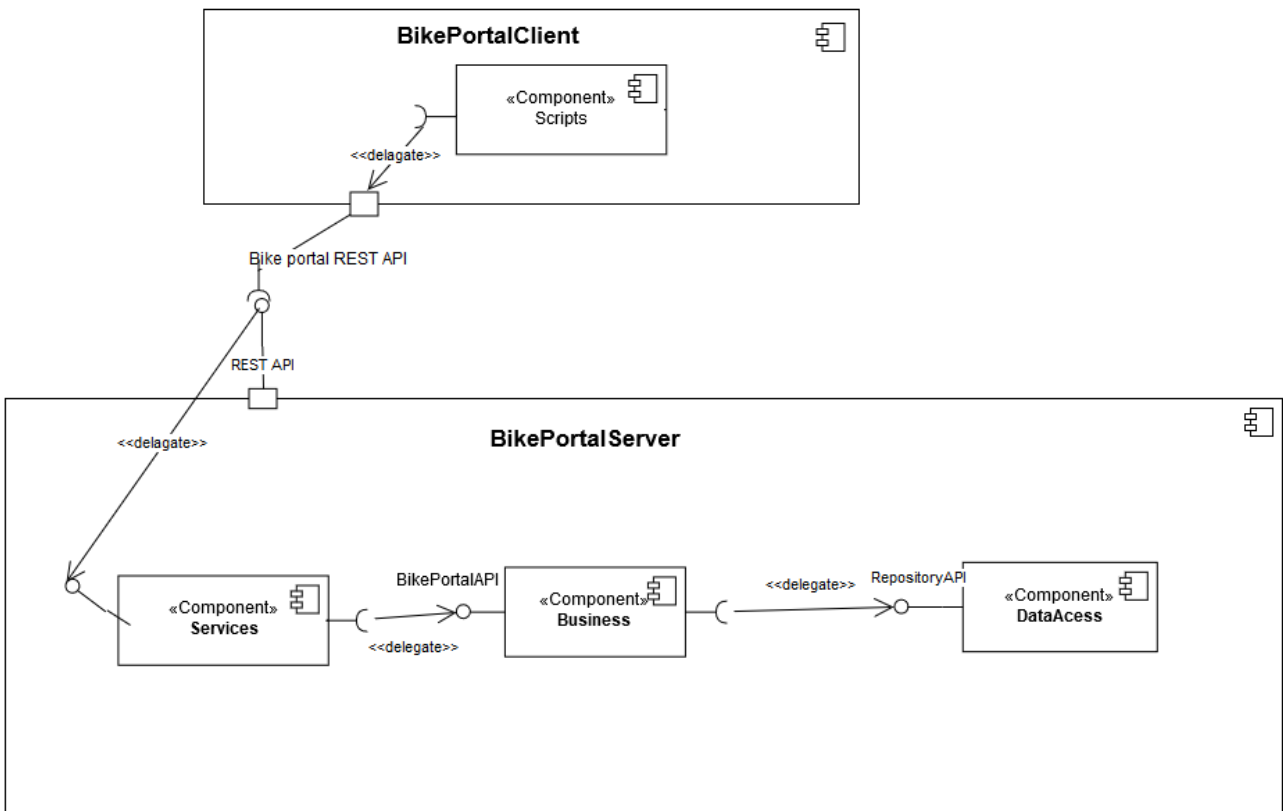 BikePortalClient
«Component»
Scripts
<<delagate>>
Bike portal REST API
REST API
<<delagate>>
BikePortalServer
BikePortalAPI
<<delegate>>
RepositoryAPI
«Component»
Services
«Component»
Business
«Component»
DataAcess
<<delegate>>